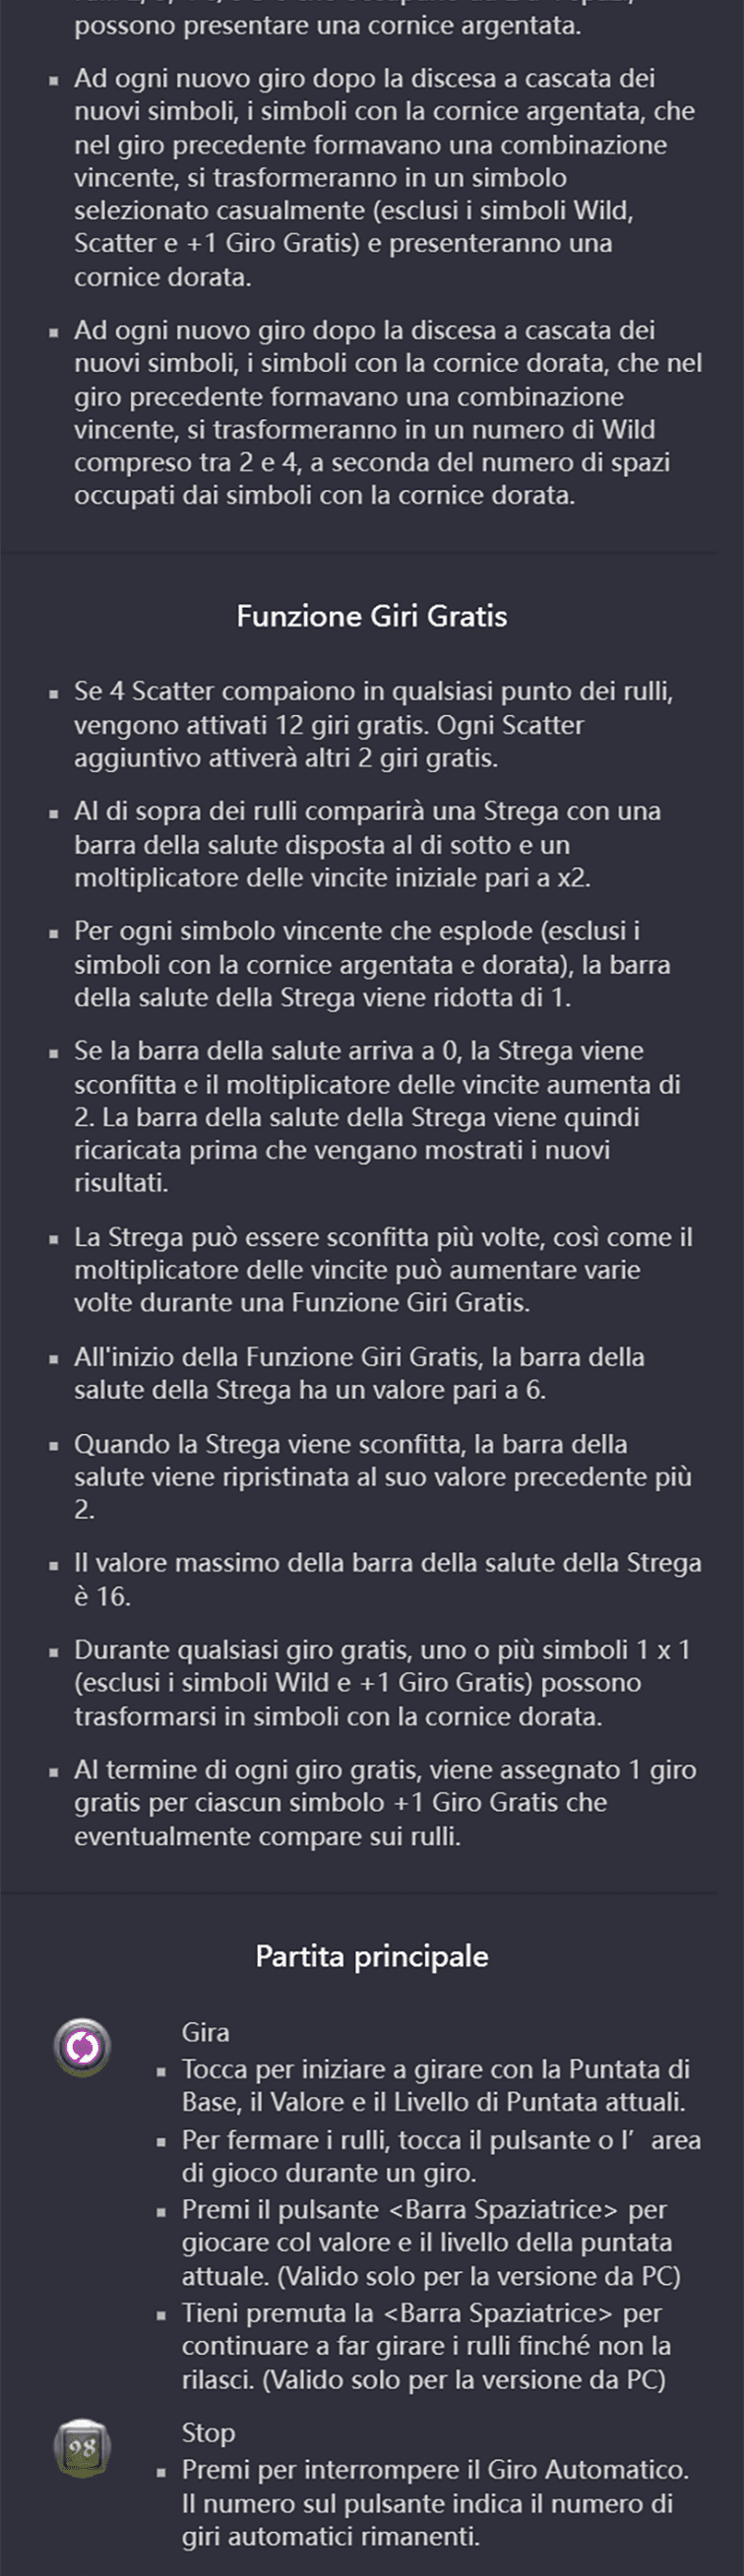 possono presentare una cornice argentata.
Ad ogni nuovo giro dopo la discesa a cascata dei
nuovi simboli, i simboli con la cornice argentata, che
nel giro precedente formavano una combinazione
vincente, si trasformeranno in un simbolo
selezionato casualmente (esclusi i simboli Wild,
Scatter e +1 Giro Gratis) e presenteranno una
cornice dorata.
Ad ogni nuovo giro dopo la discesa a cascata dei
nuovi simboli, i simboli con la cornice dorata, che nel
giro precedente formavano una combinazione
vincente, si trasformeranno in un numero di Wild
compreso tra 2 e 4, a seconda del numero di spazi
occupati dai simboli con la cornice dorata.
Funzione Giri Gratis
Se 4 Scatter compaiono in qualsiasi punto dei rulli,
vengono attivati 12 giri gratis. Ogni Scatter
aggiuntivo attiverà altri 2 giri gratis.
Al di sopra dei rulli comparirà una Strega con una
barra della salute disposta al di sotto e un
moltiplicatore delle vincite iniziale pari a x2.
Per ogni simbolo vincente che esplode (esclusi i
simboli con la cornice argentata e dorata), la barra
della salute della Strega viene ridotta di 1.
Se la barra della salute arriva a 0, la Strega viene
sconfitta e il moltiplicatore delle vincite aumenta di
2. La barra della salute della Strega viene quindi
ricaricata prima che vengano mostrati i nuovi
risultati.
La Strega può essere sconfitta più volte, così come il
moltiplicatore delle vincite può aumentare varie
volte durante una Funzione Giri Gratis.
All'inizio della Funzione Giri Gratis, la barra della
salute della Strega ha un valore pari a 6.
Quando la Strega viene sconfitta, la barra della
salute viene ripristinata al suo valore precedente più
2.
Il valore massimo della barra della salute della Strega
è 16.
Durante qualsiasi giro gratis, uno o più simboli 1 x 1
(esclusi i simboli Wild e +1 Giro Gratis) possono
trasformarsi in simboli con la cornice dorata.
Al termine di ogni giro gratis, viene assegnato 1 giro
gratis per ciascun simbolo +1 Giro Gratis che
eventualmente compare sui rulli.
Partita principale
Gira
Tocca per iniziare a girare con la Puntata di
Base, il Valore e il Livello di Puntata attuali.
Per fermare i rulli, tocca il pulsante o l’ area
di gioco durante un giro.
Premi il pulsante <Barra Spaziatrice> per
giocare col valore e il livello della puntata
attuale. (Valido solo per la versione da PC)
Tieni premuta la <Barra Spaziatrice> per
continuare a far girare i rulli finché non la
rilasci. (Valido solo per la versione da PC)
98
Stop
Premi per interrompere il Giro Automatico.
Il numero sul pulsante indica il numero di
giri automatici rimanenti.